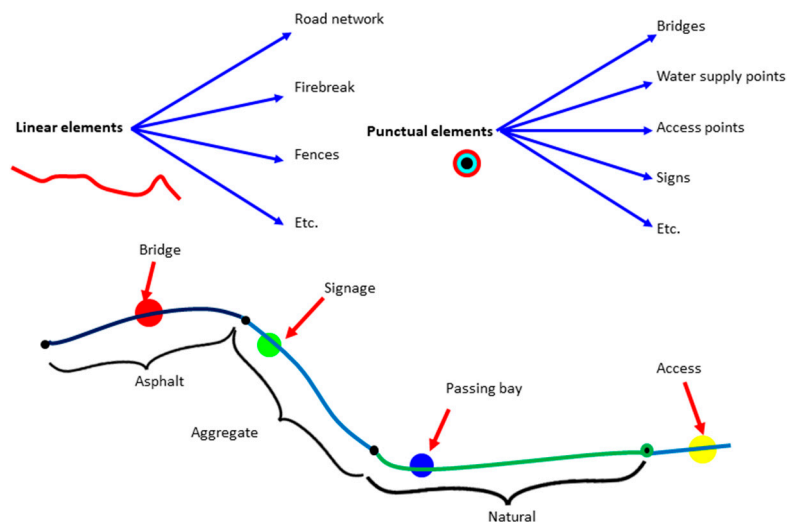 Road network
Firebreak
Linear elements
Fences
Etc.
Bridges
Water supply points
Punctual elements
Access points
Signs
Etc.
Bridge
Signage
Asphalt
Aggregate
Passing bay
Access
Natural